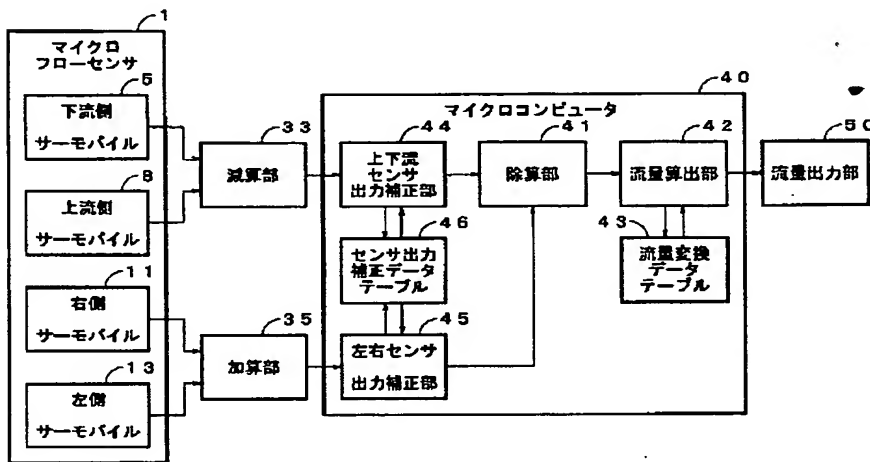 1
マイクロ
フローセンサ
5
下流側
サーモパイル
8
上流側
サーモパイル
11
右側
サーモパイル
13
左側
サーモパイル
33
減算部
35
加算部
40
マイクロコンピュータ
44
上下流
センサ
出力補正部
46
センサ出力
補正データ
テーブル
45
左右センサ
出力補正部
41
除算部
42
流量算出部
43
流量変換
データ
テーブル
50
流量出力部